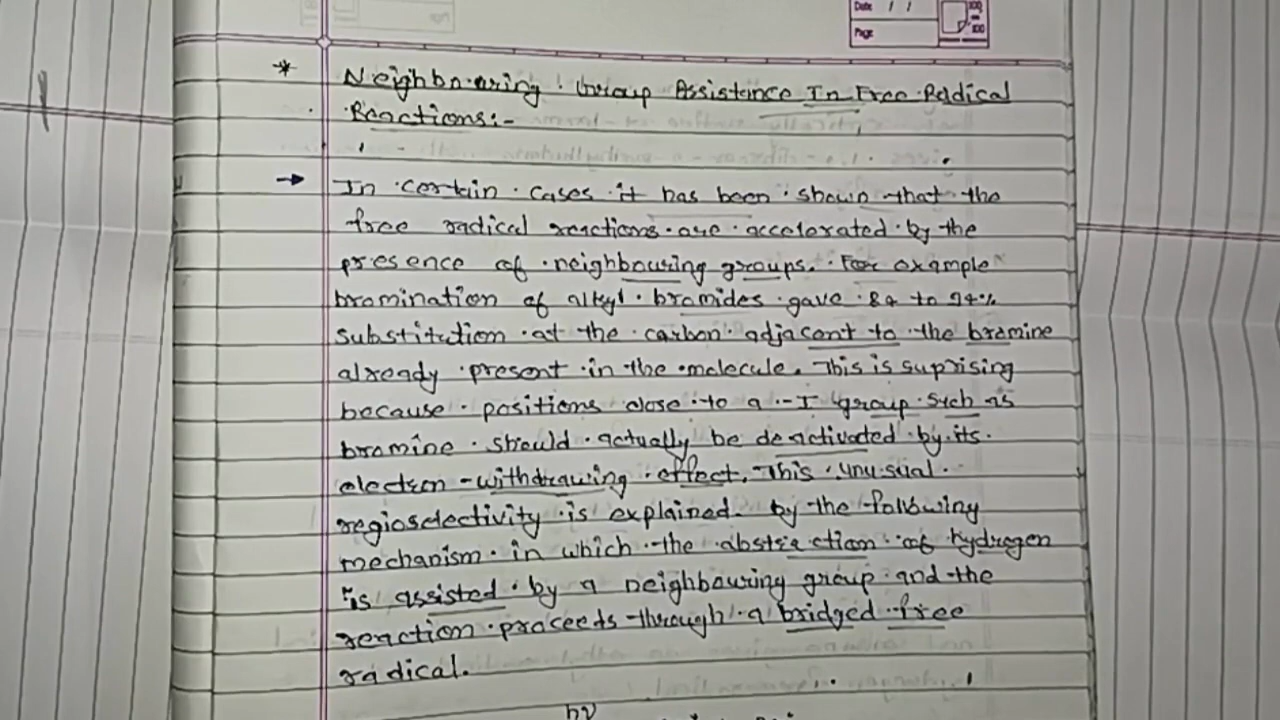 Date / /
Page
* Neighbouring Group Assistance In Free Radical
Reactions:-
→ In certain cases it has been shown that the
free radical reactions are accelerated by the
presence of neighbouring groups. For example
bromination of alkyl bromides gave 84 to 94%
substitution at the carbon adjacent to the bromine
already present in the molecule. This is suprising
because positions close to a -I group such as
bromine should actually be deactivated by its
electron-withdrawing effect. This unusual
regioselectivity is explained by the following
mechanism in which the abstraction of hydrogen
is assisted by a neighbouring group and the
reaction proceeds through a bridged free
radical.
hν